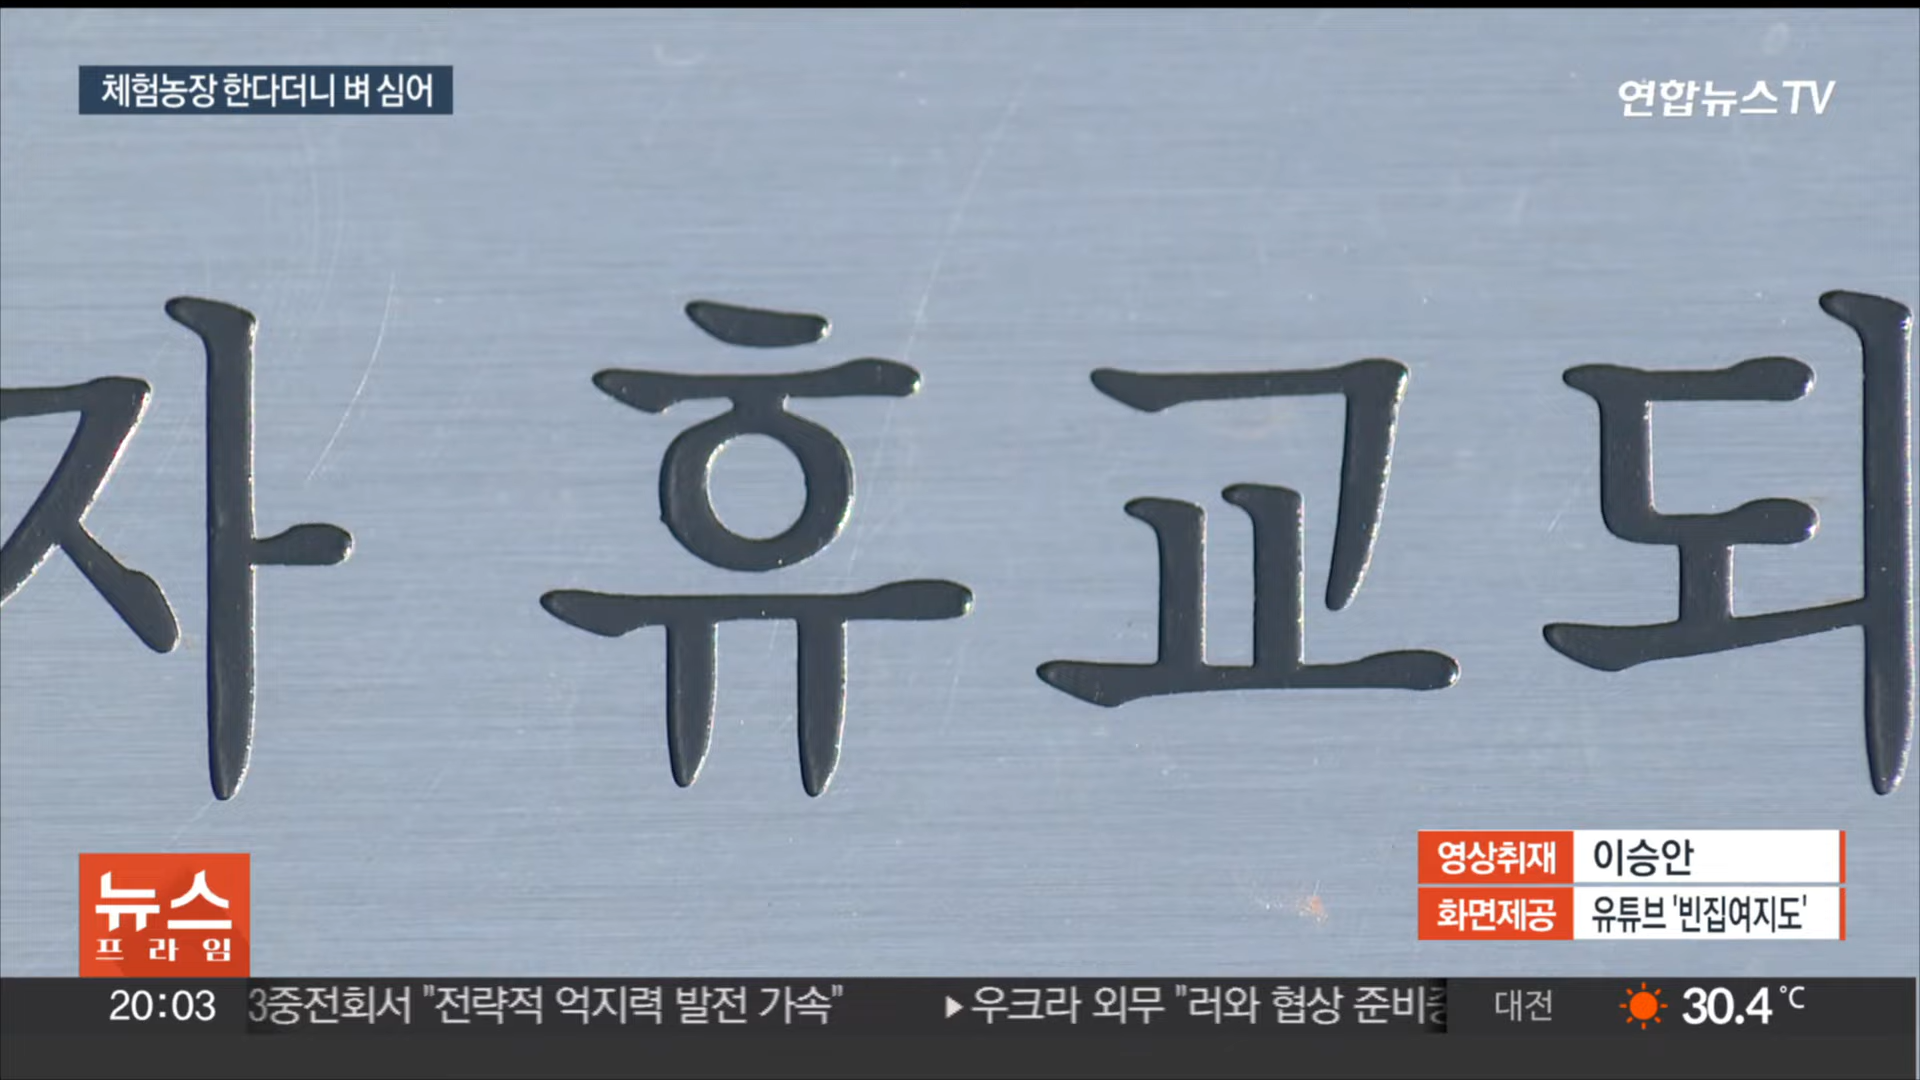 체험농장 한다더니 벼 심어
연합뉴스TV
자 휴교되
영상취재 이승안
화면제공 유튜브 '빈집여지도'
뉴스
프라임
20:03 3중전회서 "전략적 억지력 발전 가속" ▶우크라 외무 "러와 협상 준비 대전 30.4℃